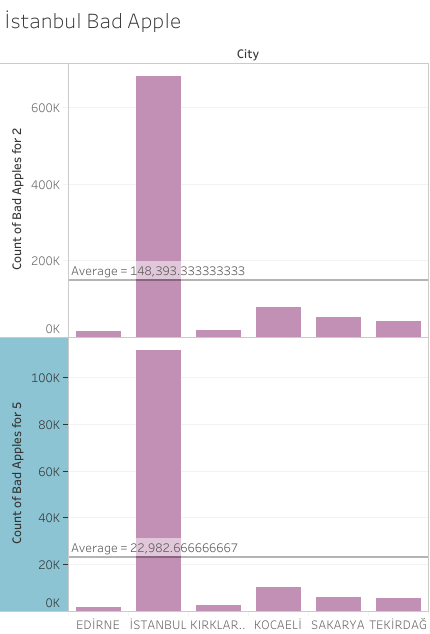 İstanbul Bad Apple
City
Count of Bad Apples for 2
600K
400K
200K
Average = 148,393.333333333
0K
Count of Bad Apples for 5
100K
80K
60K
40K
Average = 22,982.666666667
20K
0K
EDİRNE İSTANBUL KIRKLAR.. KOCAELİ SAKARYA TEKİRDAĞ